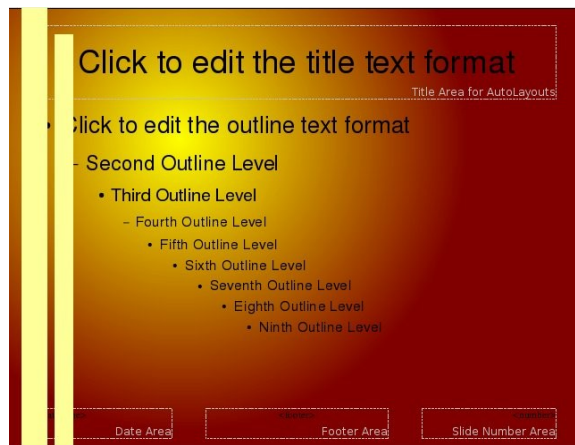 Click to edit the title text format
Title Area for AutoLayouts
• Click to edit the outline text format
– Second Outline Level
• Third Outline Level
– Fourth Outline Level
• Fifth Outline Level
• Sixth Outline Level
• Seventh Outline Level
• Eighth Outline Level
• Ninth Outline Level
Date Area
Footer Area
Slide Number Area